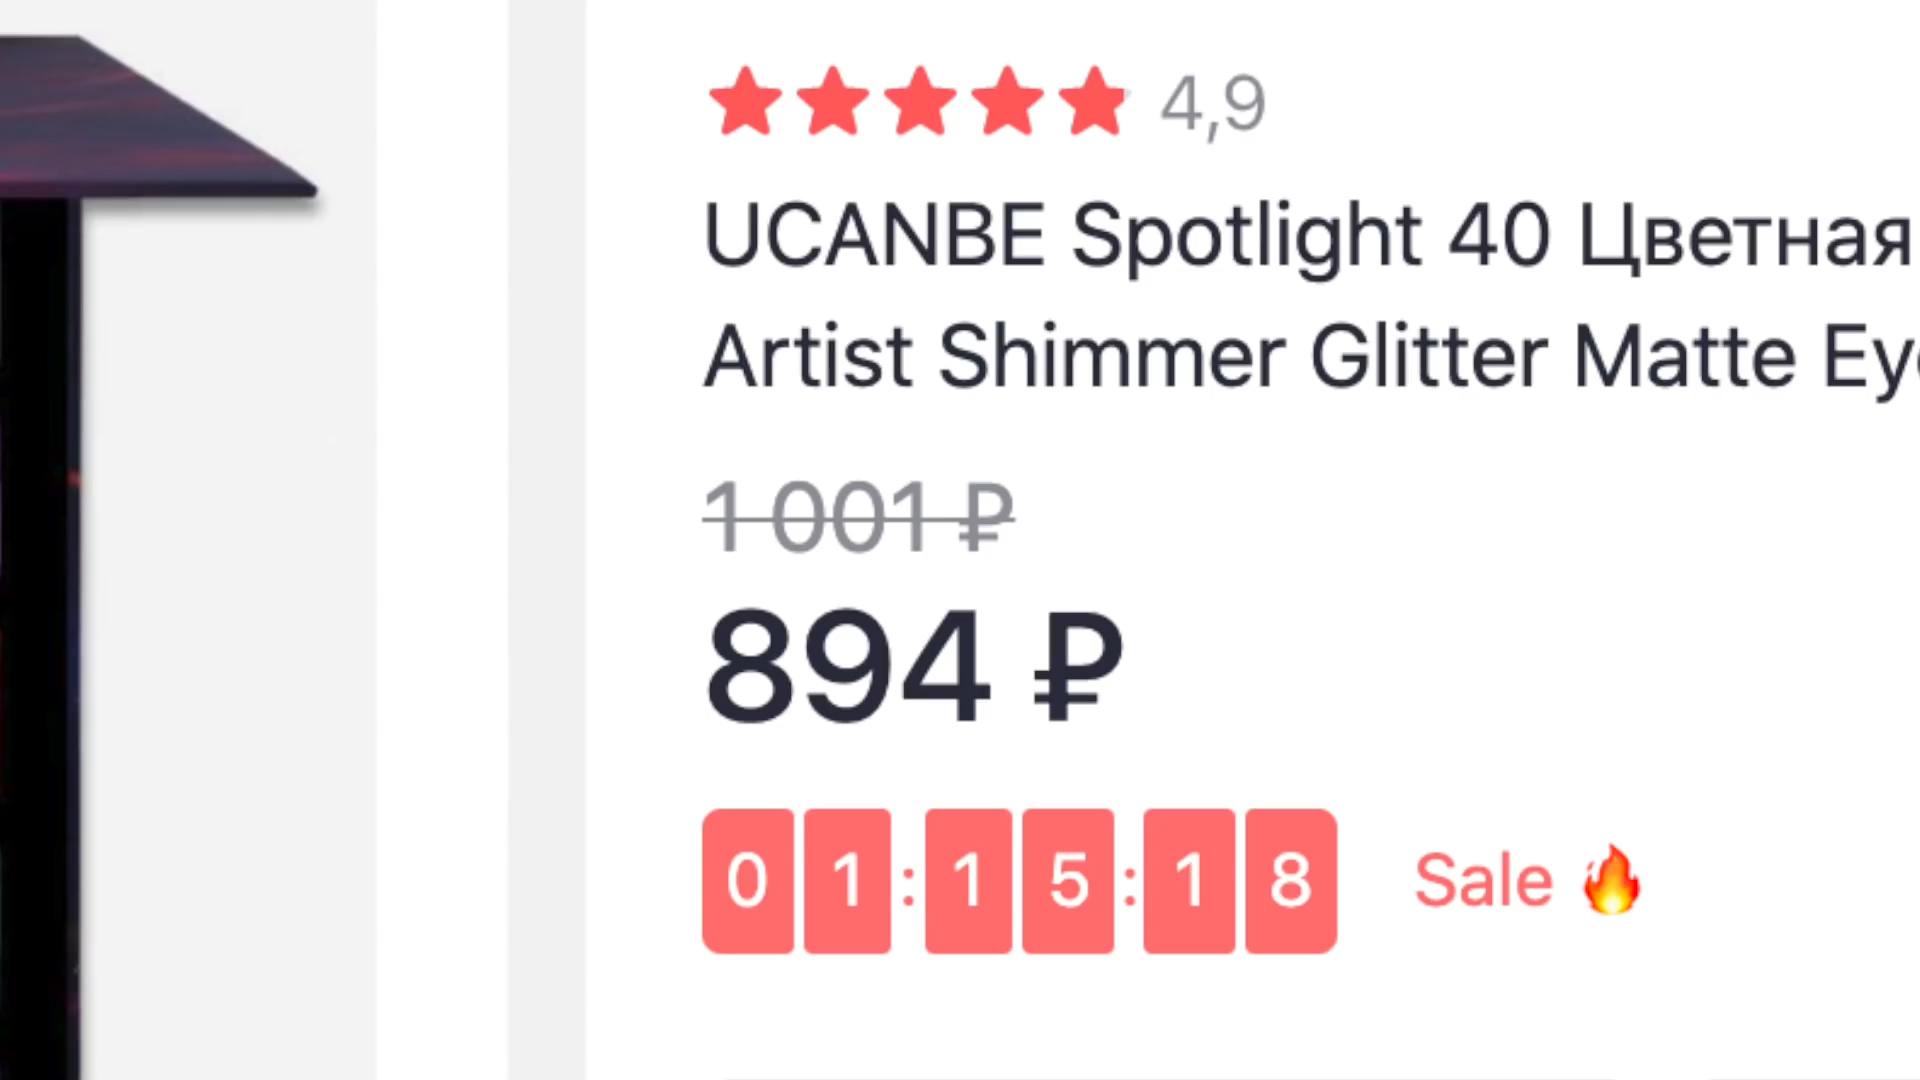 4,9
UCANBE Spotlight 40 Цветная
Artist Shimmer Glitter Matte
1 001 ₽
894 ₽
01:15:18 Sale 🔥